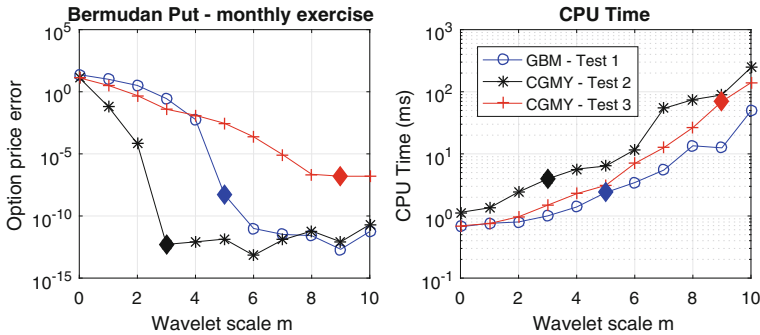 Bermudan Put - monthly exercise
Option price error
10^5
10^0
10^-5
10^-10
10^-15
0 2 4 6 8 10
Wavelet scale m
CPU Time
CPU Time (ms)
10^3
10^2
10^1
10^0
10^-1
GBM - Test 1
CGMY - Test 2
CGMY - Test 3
0 2 4 6 8 10
Wavelet scale m